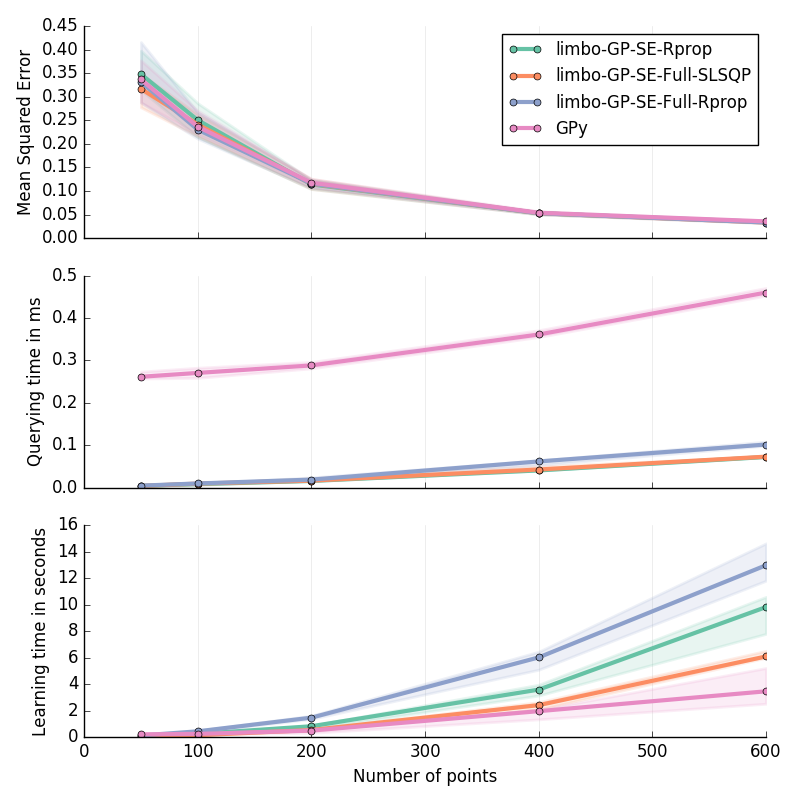 0.45
0.40
0.35
0.30
0.25
0.20
0.15
0.10
0.05
0.00
Mean Squared Error
limbo-GP-SE-Rprop
limbo-GP-SE-Full-SLSQP
limbo-GP-SE-Full-Rprop
GPy
0.5
0.4
0.3
0.2
0.1
0.0
Querying time in ms
16
14
12
10
8
6
4
2
0
Learning time in seconds
0 100 200 300 400 500 600
Number of points